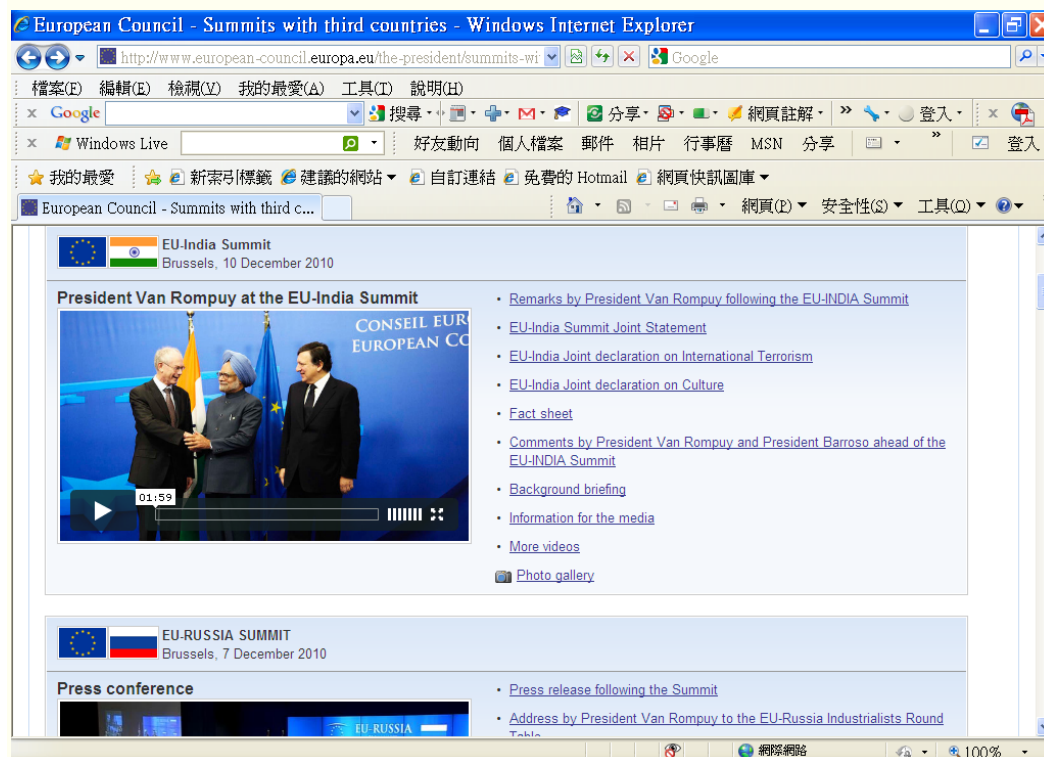 European Council - Summits with third countries - Windows Internet Explorer
http://www.european-council.europa.eu/the-president/summits-wi
Google
檔案(F) 編輯(E) 檢視(V) 我的最愛(A) 工具(T) 說明(H)
x Google 搜尋 分享 網頁註解 » 登入 x
x Windows Live 好友動向 個人檔案 郵件 相片 行事曆 MSN 分享 » 登入
我的最愛 新索引標籤 建議的網站 自訂連結 免費的 Hotmail 網頁快訊圖庫
European Council - Summits with third c...
網頁(P) 安全性(S) 工具(O)
EU-India Summit
Brussels, 10 December 2010
President Van Rompuy at the EU-India Summit
CONSEIL EUR
EUROPEAN CO
01:59
• Remarks by President Van Rompuy following the EU-INDIA Summit
• EU-India Summit Joint Statement
• EU-India Joint declaration on International Terrorism
• EU-India Joint declaration on Culture
• Fact sheet
• Comments by President Van Rompuy and President Barroso ahead of the
EU-INDIA Summit
• Background briefing
• Information for the media
• More videos
Photo gallery
EU-RUSSIA SUMMIT
Brussels, 7 December 2010
Press conference
EU-RUSSIA
• Press release following the Summit
• Address by President Van Rompuy to the EU-Russia Industrialists Round
Table
網際網路
100%